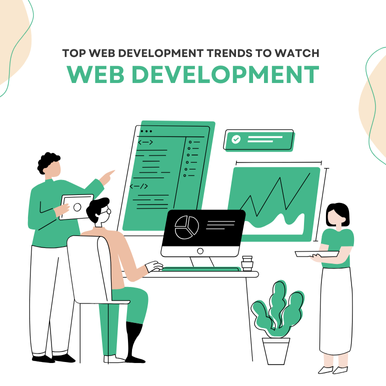 TOP WEB DEVELOPMENT TRENDS TO WATCH
WEB DEVELOPMENT
<-->
<--/>